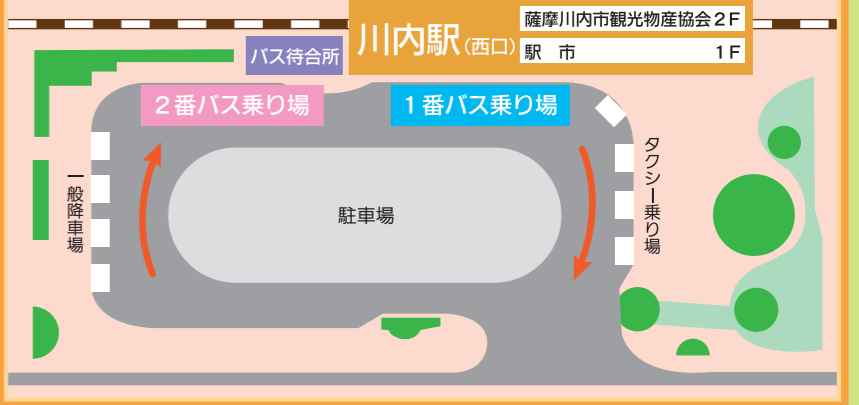 川内駅(西口)
薩摩川内市観光物産協会2F
駅 市 1F
バス待合所
2番バス乗り場
1番バス乗り場
一般降車場
駐車場
タクシー乗り場